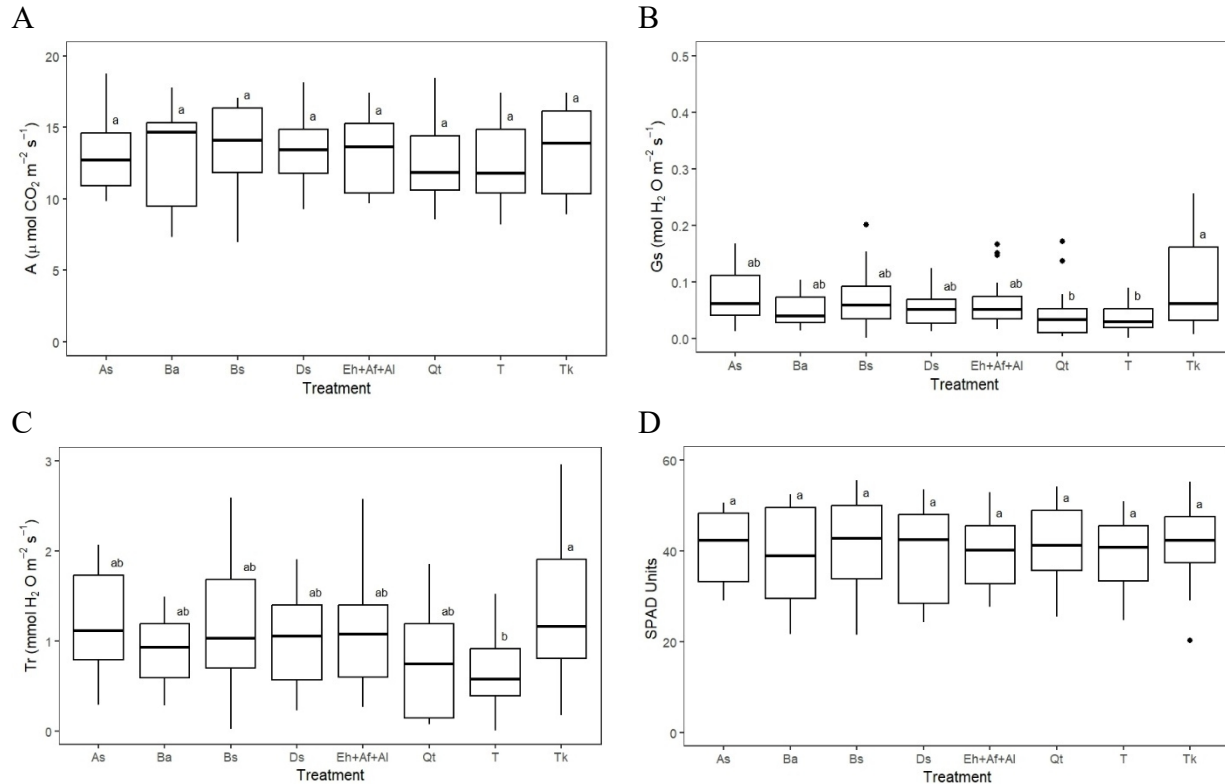 A
20
15
10
5
0
A (μ mol CO₂ m⁻² s⁻¹)
a a a a a a a a
As Ba Bs Ds Eh+Af+Al Qt T Tk
Treatment
B
0.5
0.4
0.3
0.2
0.1
0.0
Gs (mol H₂ O m⁻² s⁻¹)
ab ab ab ab ab b b a
As Ba Bs Ds Eh+Af+Al Qt T Tk
Treatment
C
3
2
1
0
Tr (mmol H₂ O m⁻² s⁻¹)
ab ab ab ab ab ab b a
As Ba Bs Ds Eh+Af+Al Qt T Tk
Treatment
D
60
40
20
0
SPAD Units
a a a a a a a a
As Ba Bs Ds Eh+Af+Al Qt T Tk
Treatment